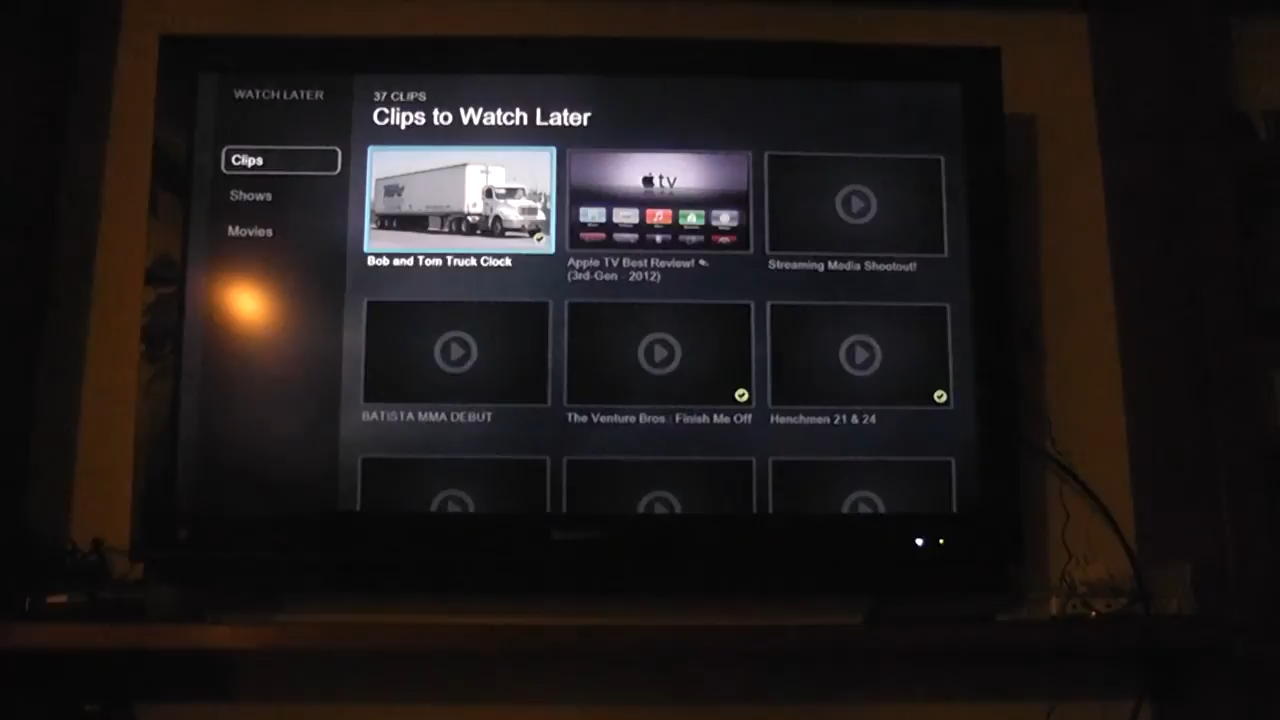 WATCH LATER
37 CLIPS
Clips to Watch Later
Clips
Shows
Movies
tv
Bob and Tom Truck Clock
Apple TV Best Review!
(3rd-Gen - 2012)
Streaming Media Shootout!
BATISTA MMA DEBUT
The Venture Bros. : Finish Me Off
Henchmen 21 & 24